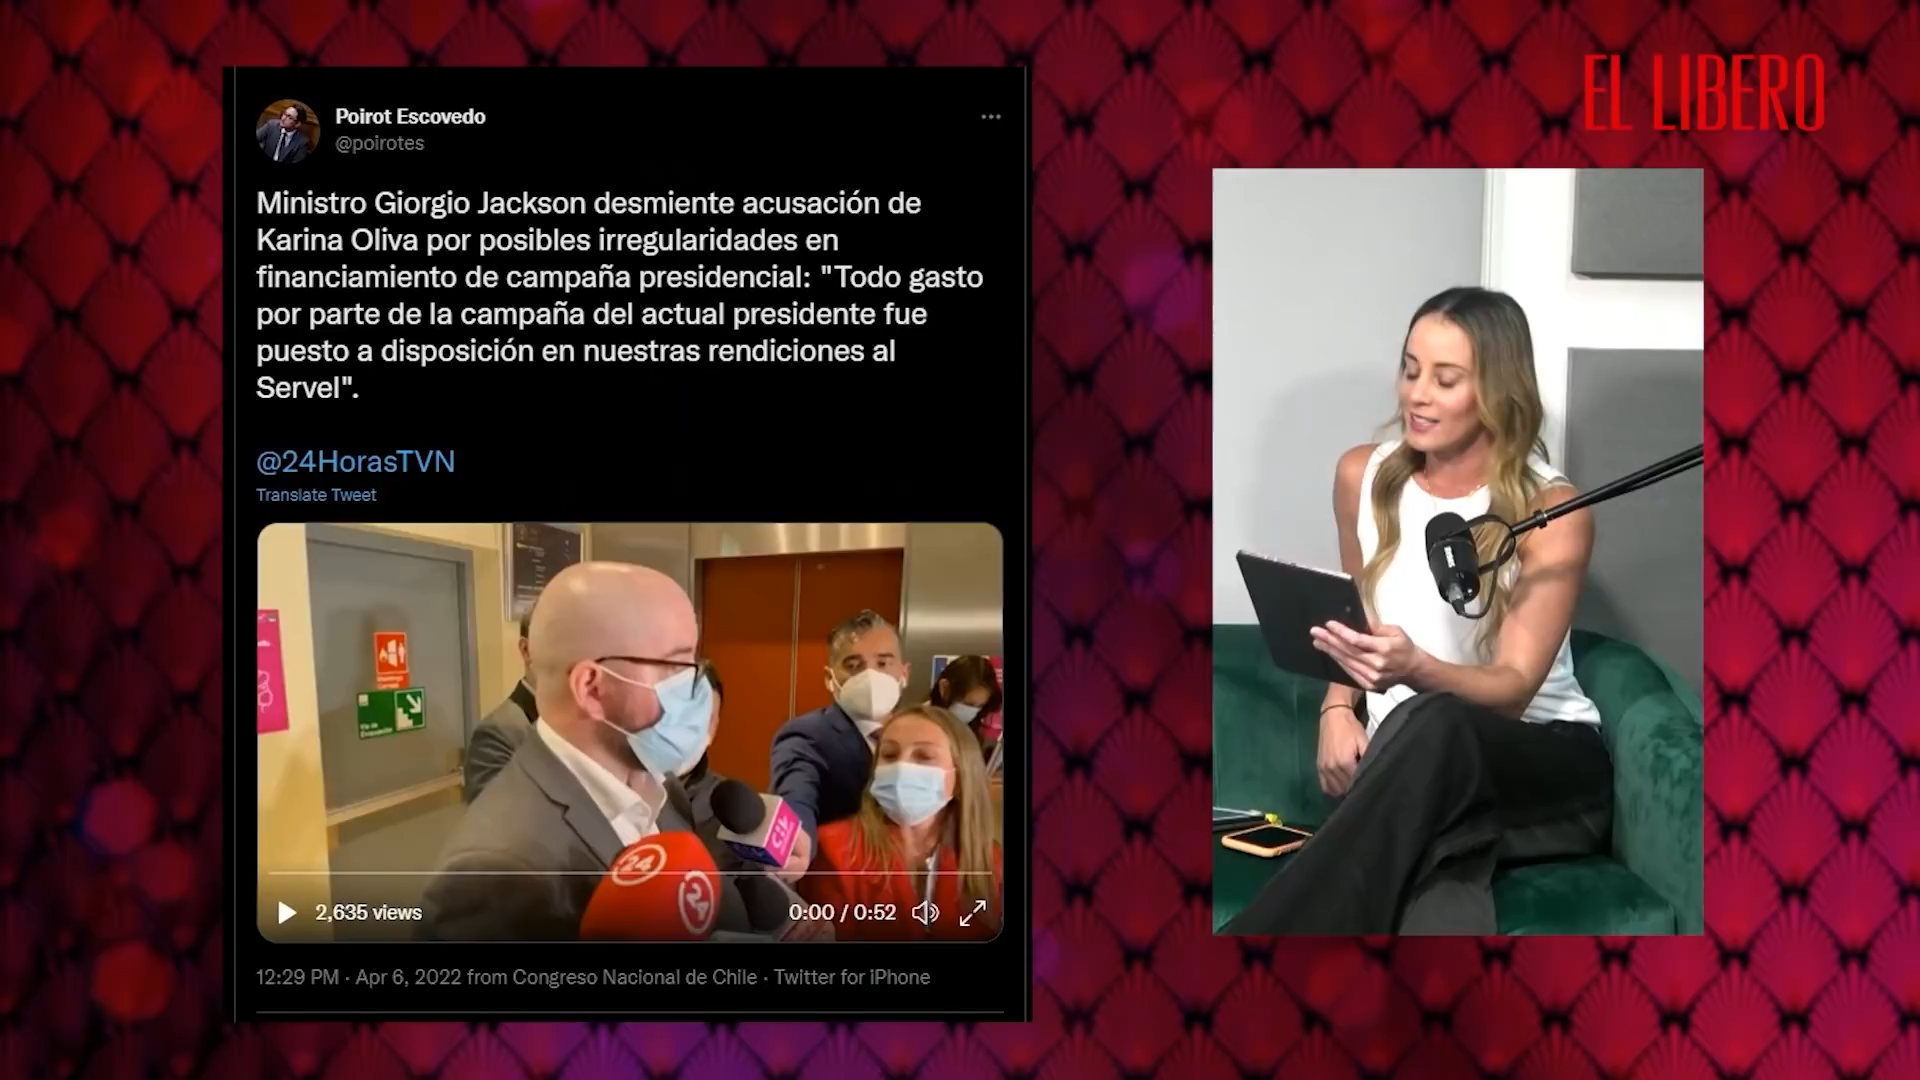 EL LIBERO
Poirot Escovedo
@poirotes
Ministro Giorgio Jackson desmiente acusación de
Karina Oliva por posibles irregularidades en
financiamiento de campaña presidencial: "Todo gasto
por parte de la campaña del actual presidente fue
puesto a disposición en nuestras rendiciones al
Servel".
@24HorasTVN
Translate Tweet
24
24
2,635 views
0:00 / 0:52
12:29 PM · Apr 6, 2022 from Congreso Nacional de Chile · Twitter for iPhone